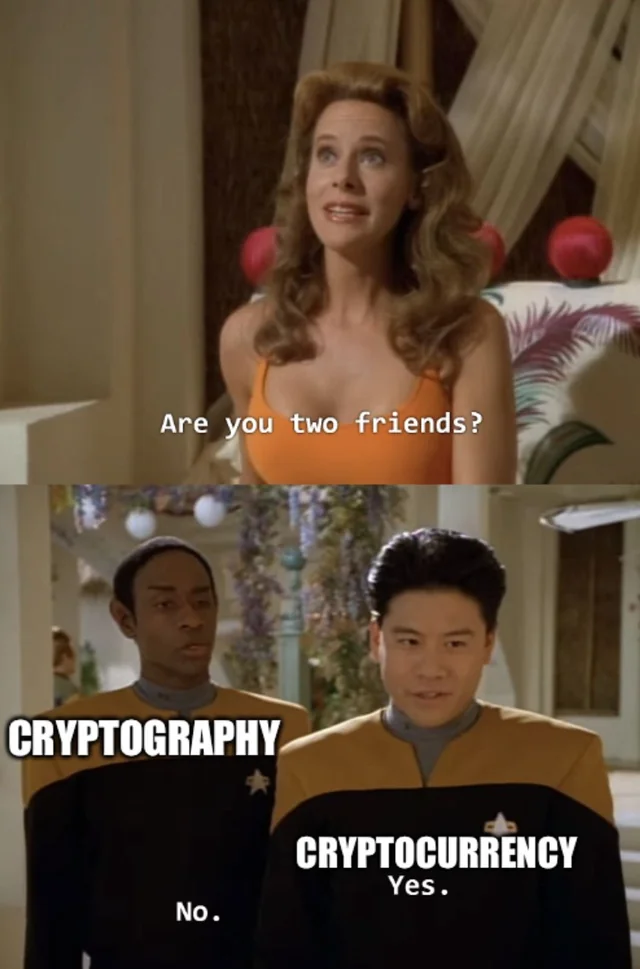 Are you two friends?
CRYPTOGRAPHY
CRYPTOCURRENCY
Yes.
No.